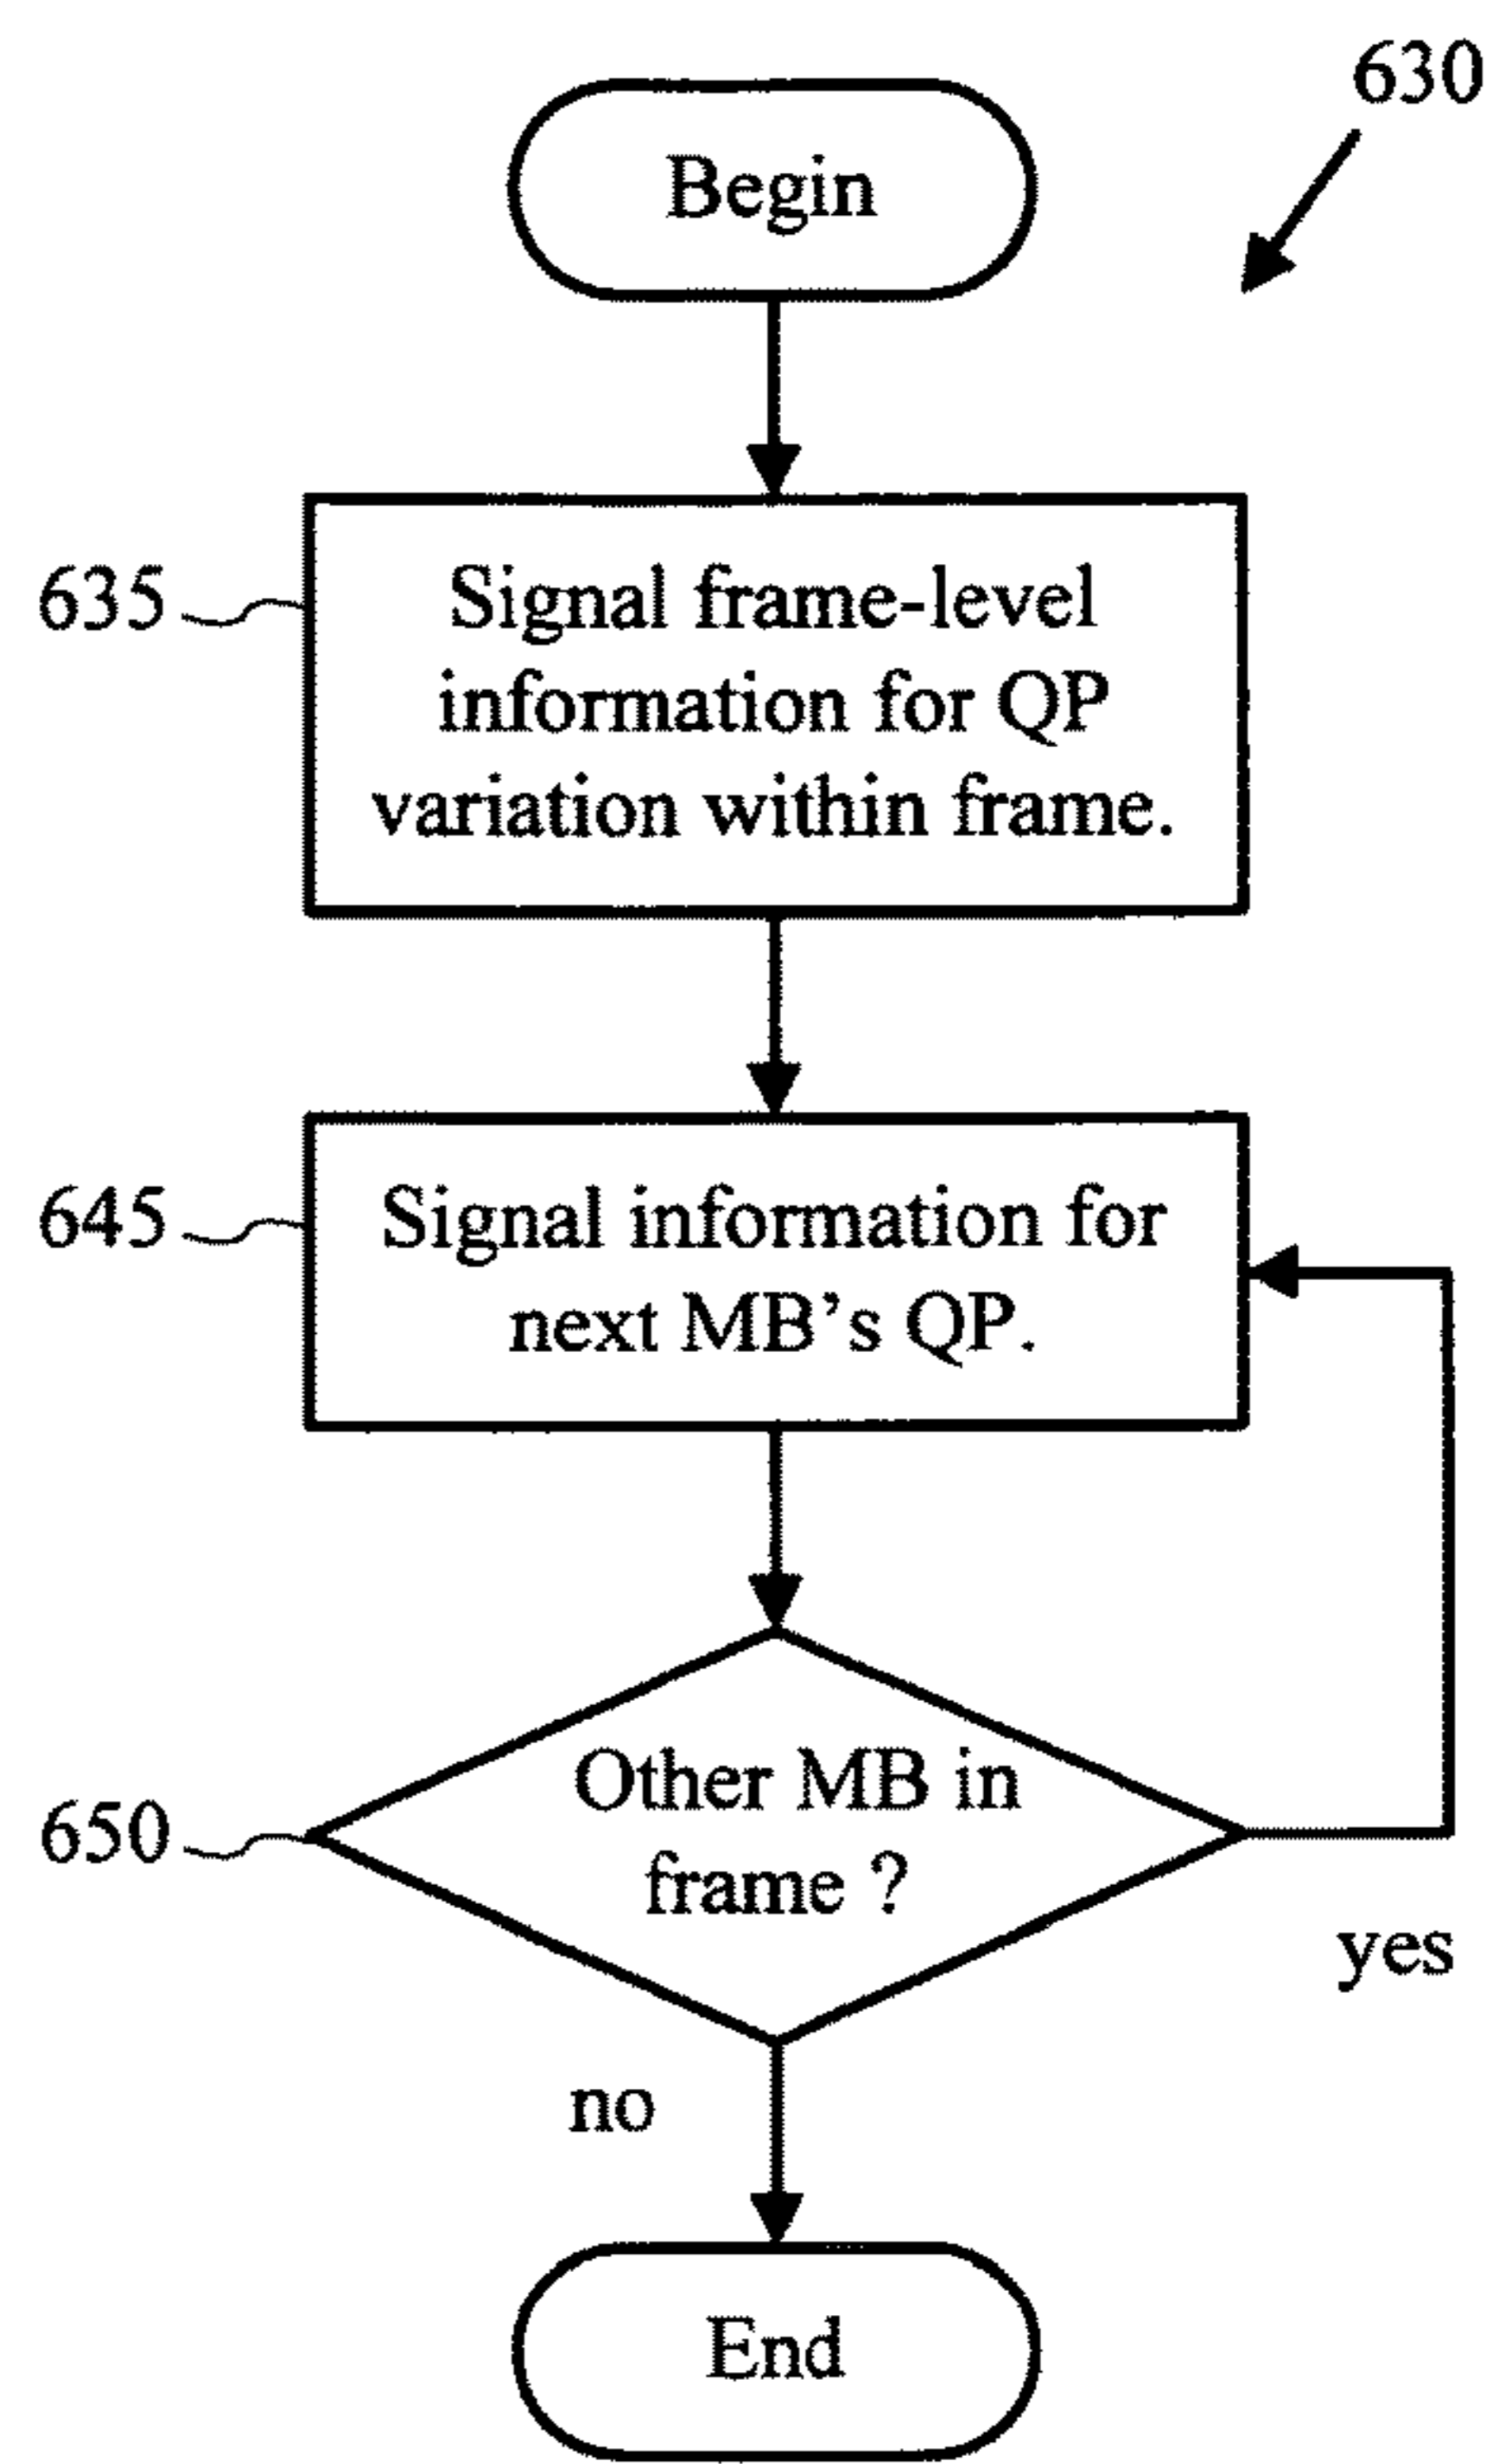 630
Begin
635
Signal frame-level
information for QP
variation within frame.
645
Signal information for
next MB’s QP.
650
Other MB in
frame ?
yes
no
End